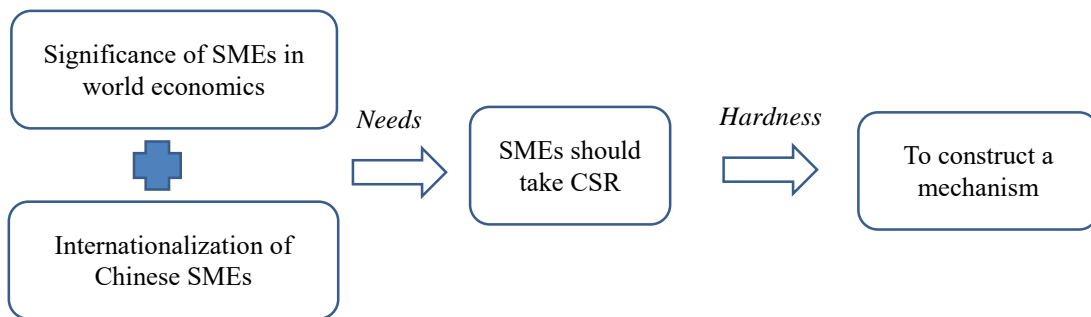 Significance of SMEs in
world economics
Internationalization of
Chinese SMEs
Needs
SMEs should
take CSR
Hardness
To construct a
mechanism